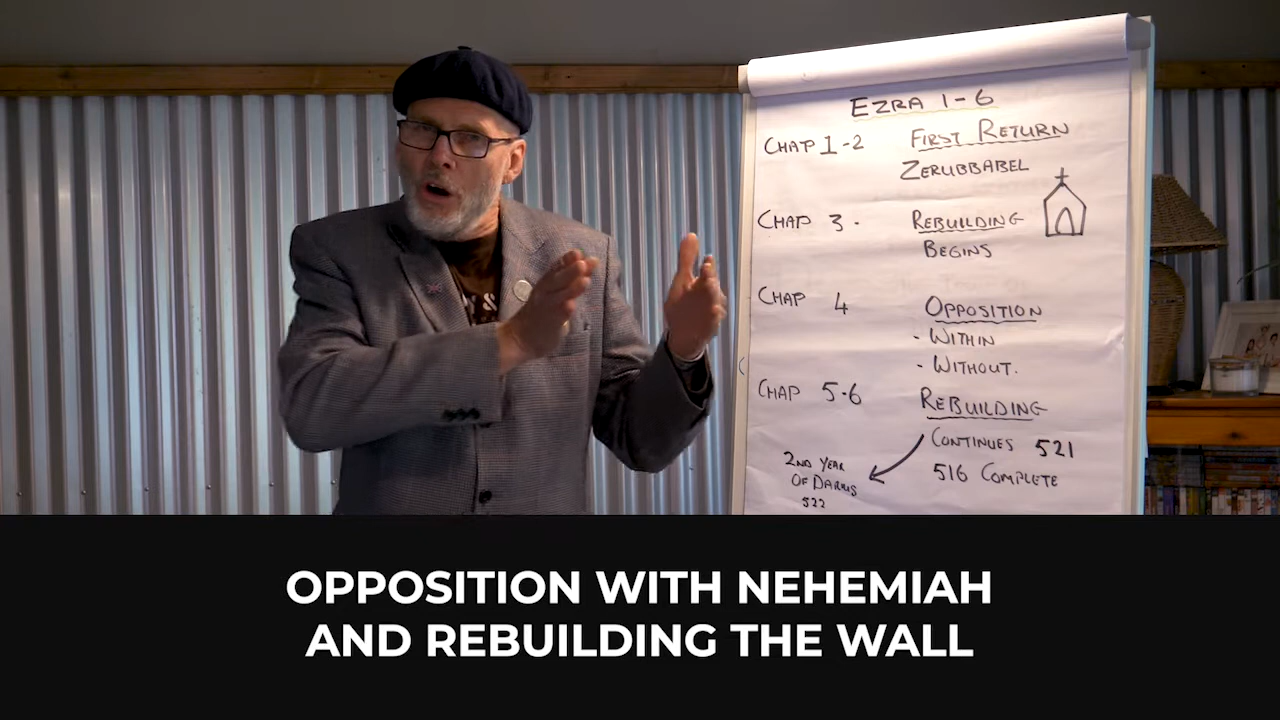 EZRA 1-6
CHAP 1-2 FIRST RETURN
ZERUBBABEL
CHAP 3. REBUILDING
BEGINS
CHAP 4 OPPOSITION
- WITHIN
- WITHOUT.
CHAP 5-6 REBUILDING
CONTINUES 521
516 COMPLETE
2ND YEAR
OF DARIUS
522
OPPOSITION WITH NEHEMIAH
AND REBUILDING THE WALL